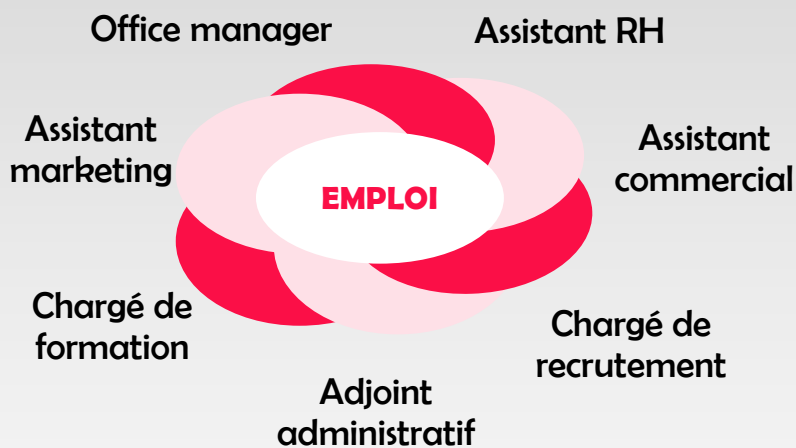 Office manager
Assistant RH
Assistant
marketing
Assistant
commercial
EMPLOI
Chargé de
formation
Chargé de
recrutement
Adjoint
administratif